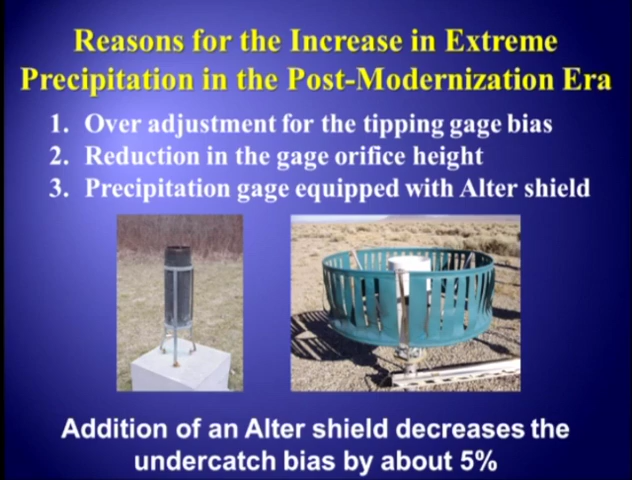 Reasons for the Increase in Extreme
Precipitation in the Post-Modernization Era
1. Over adjustment for the tipping gage bias
2. Reduction in the gage orifice height
3. Precipitation gage equipped with Alter shield
Addition of an Alter shield decreases the
undercatch bias by about 5%